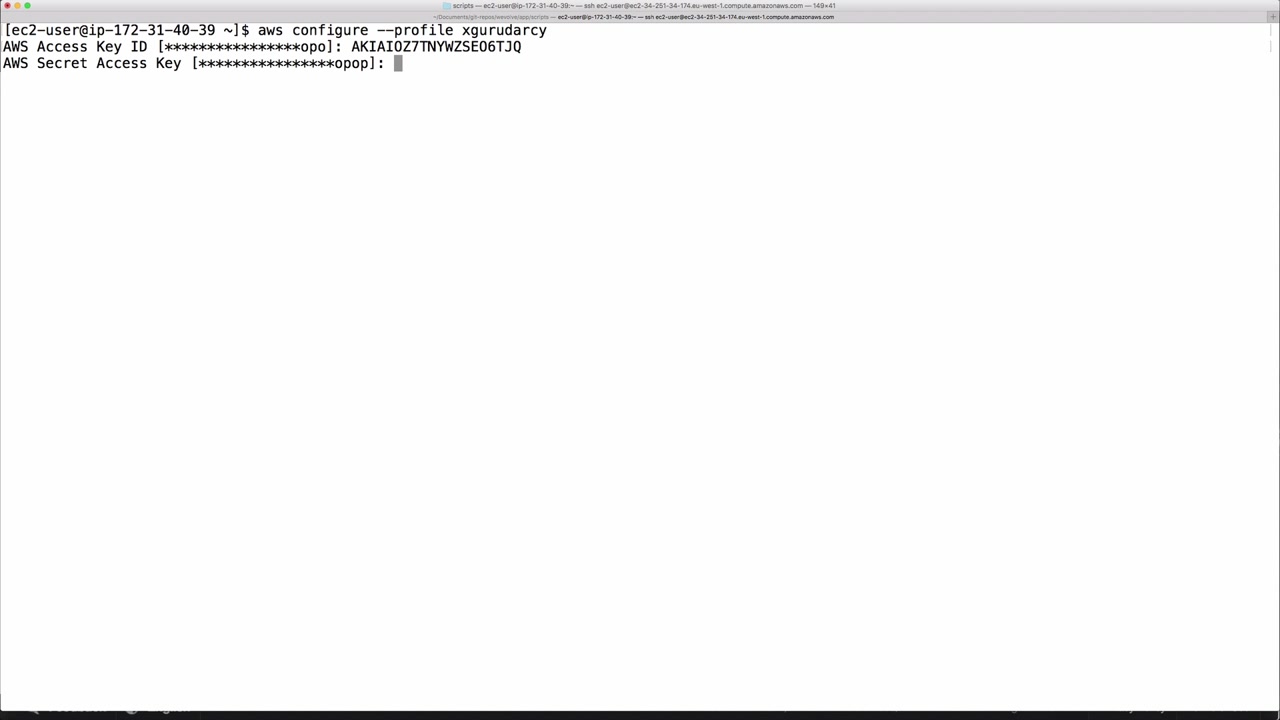 scripts — ec2-user@ip-172-31-40-39:~ — ssh ec2-user@ec2-34-251-34-174.eu-west-1.compute.amazonaws.com — 149×41
~/Documents/git-repos/wevolve/app/scripts — ec2-user@ip-172-31-40-39:~ — ssh ec2-user@ec2-34-251-34-174.eu-west-1.compute.amazonaws.com
[ec2-user@ip-172-31-40-39 ~]$ aws configure --profile xgurudarcy
AWS Access Key ID [****************opo]: AKIAIOZ7TNYWZSEO6TJQ
AWS Secret Access Key [****************opop]: